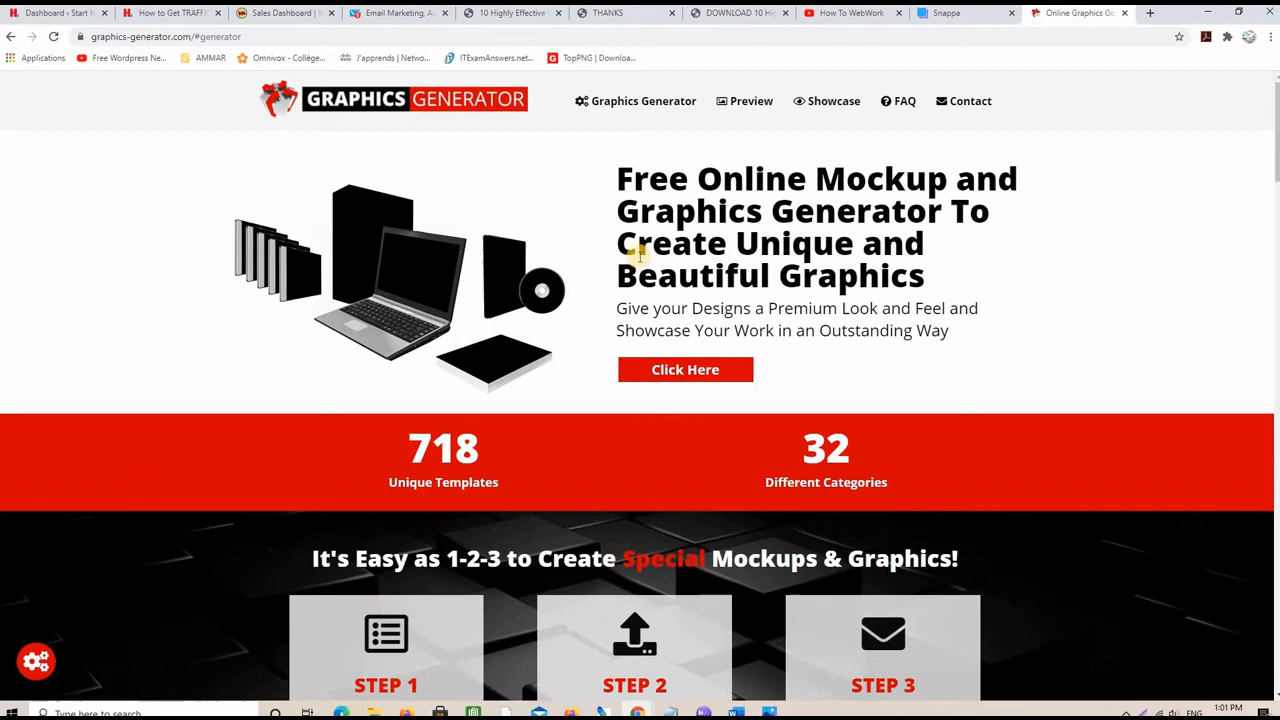 Dashboard ‹ Start M
How to Get TRAFFI
Sales Dashboard | W
Email Marketing, Au
10 Highly Effective
THANKS
DOWNLOAD 10 Hig
How To WebWork -
Snappa
Online Graphics Ge
graphics-generator.com/#generator
Applications
Free Wordpress Ne...
AMMAR
Omnivox - Collège...
J'apprends | Netwo...
ITExamAnswers.net...
TopPNG | Downloa...
GRAPHICS GENERATOR
Graphics Generator
Preview
Showcase
FAQ
Contact
Free Online Mockup and
Graphics Generator To
Create Unique and
Beautiful Graphics
Give your Designs a Premium Look and Feel and
Showcase Your Work in an Outstanding Way
Click Here
718
32
Unique Templates
Different Categories
It's Easy as 1-2-3 to Create Special Mockups & Graphics!
STEP 1
STEP 2
STEP 3
Type here to search
ENG
1:01 PM